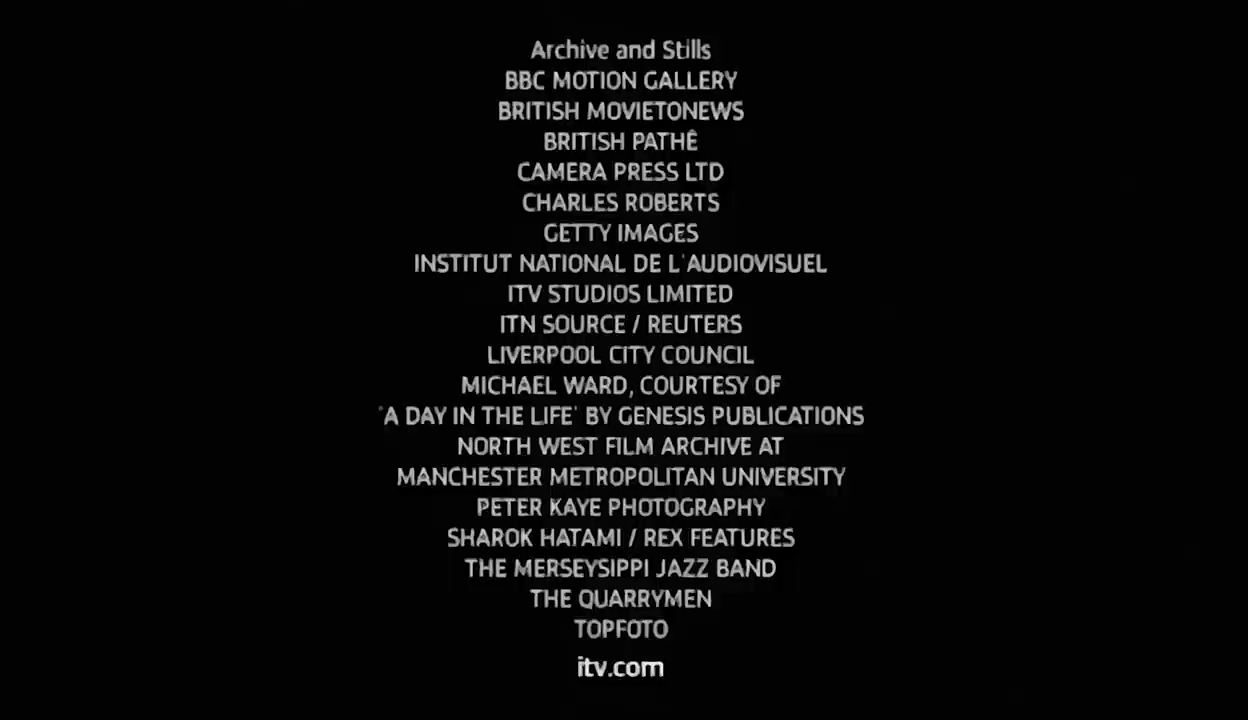 Archive and Stills
BBC MOTION GALLERY
BRITISH MOVIETONEWS
BRITISH PATHÊ
CAMERA PRESS LTD
CHARLES ROBERTS
GETTY IMAGES
INSTITUT NATIONAL DE L'AUDIOVISUEL
ITV STUDIOS LIMITED
ITN SOURCE / REUTERS
LIVERPOOL CITY COUNCIL
MICHAEL WARD, COURTESY OF
'A DAY IN THE LIFE' BY GENESIS PUBLICATIONS
NORTH WEST FILM ARCHIVE AT
MANCHESTER METROPOLITAN UNIVERSITY
PETER KAYE PHOTOGRAPHY
SHAROK HATAMI / REX FEATURES
THE MERSEYSIPPI JAZZ BAND
THE QUARRYMEN
TOPFOTO
itv.com